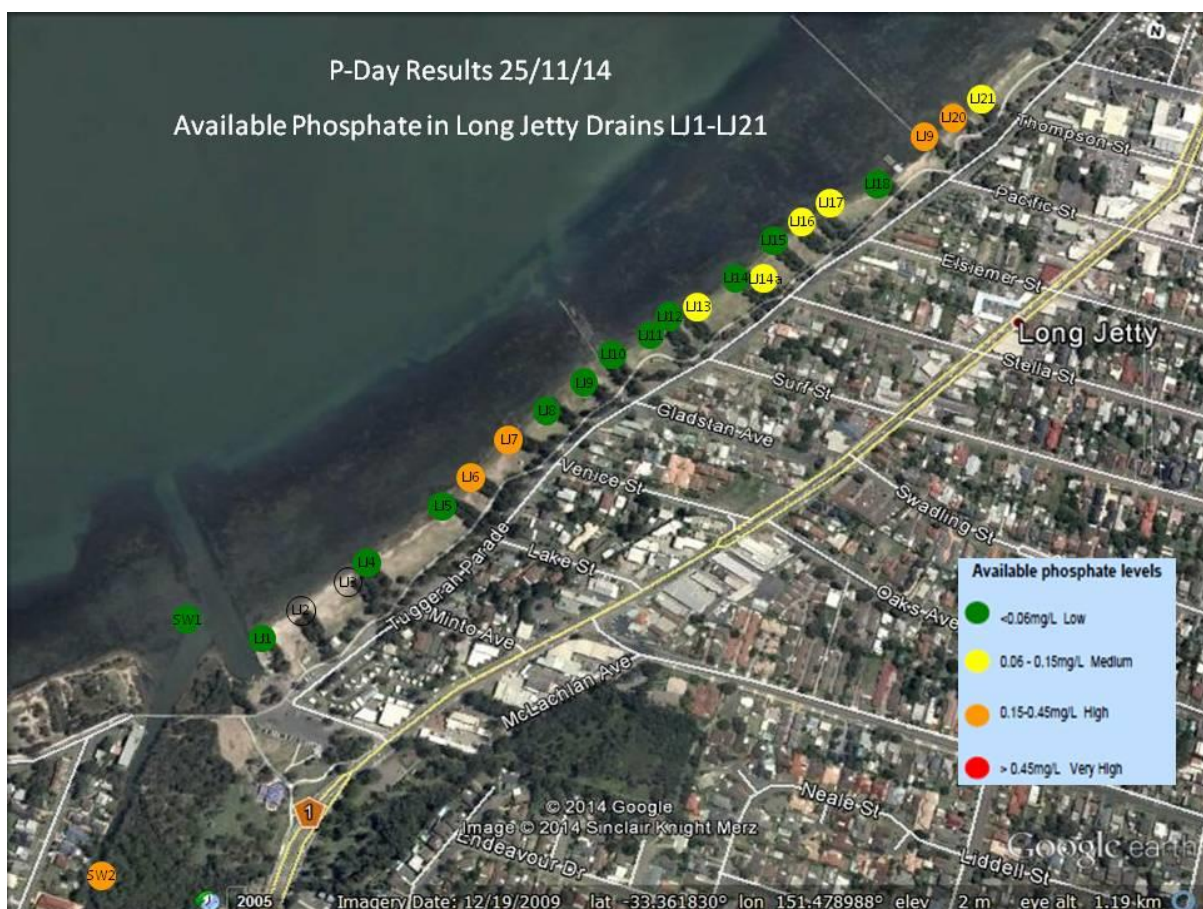 P-Day Results 25/11/14
Available Phosphate in Long Jetty Drains LJ1-LJ21
N
LJ21
LJ20
LJ9
Thompson St
LJ18
Pacific St
LJ17
LJ16
LJ15
Elsiemer St
LJ14
LJ14a
LJ13
LJ12
LJ11
Long Jetty
LJ10
Stella St
LJ9
Surf St
LJ8
Gladstan Ave
LJ7
Venice St
LJ6
Swadling St
LJ5
Lake St
Tuggerah Parade
LJ4
LJ3
Oaks Ave
LJ2
SW1
LJ1
Minto Ave
McLachlan Ave
Available phosphate levels
<0.06mg/L Low
0.06 - 0.15mg/L Medium
0.15-0.45mg/L High
> 0.45mg/L Very High
1
Neale St
© 2014 Google
Image © 2014 Sinclair Knight Merz
Endeavour Dr
Google earth
Liddell St
SW2
2005
Imagery Date: 12/19/2009 lat -33.361830° lon 151.478988° elev 2 m eye alt 1.19 km